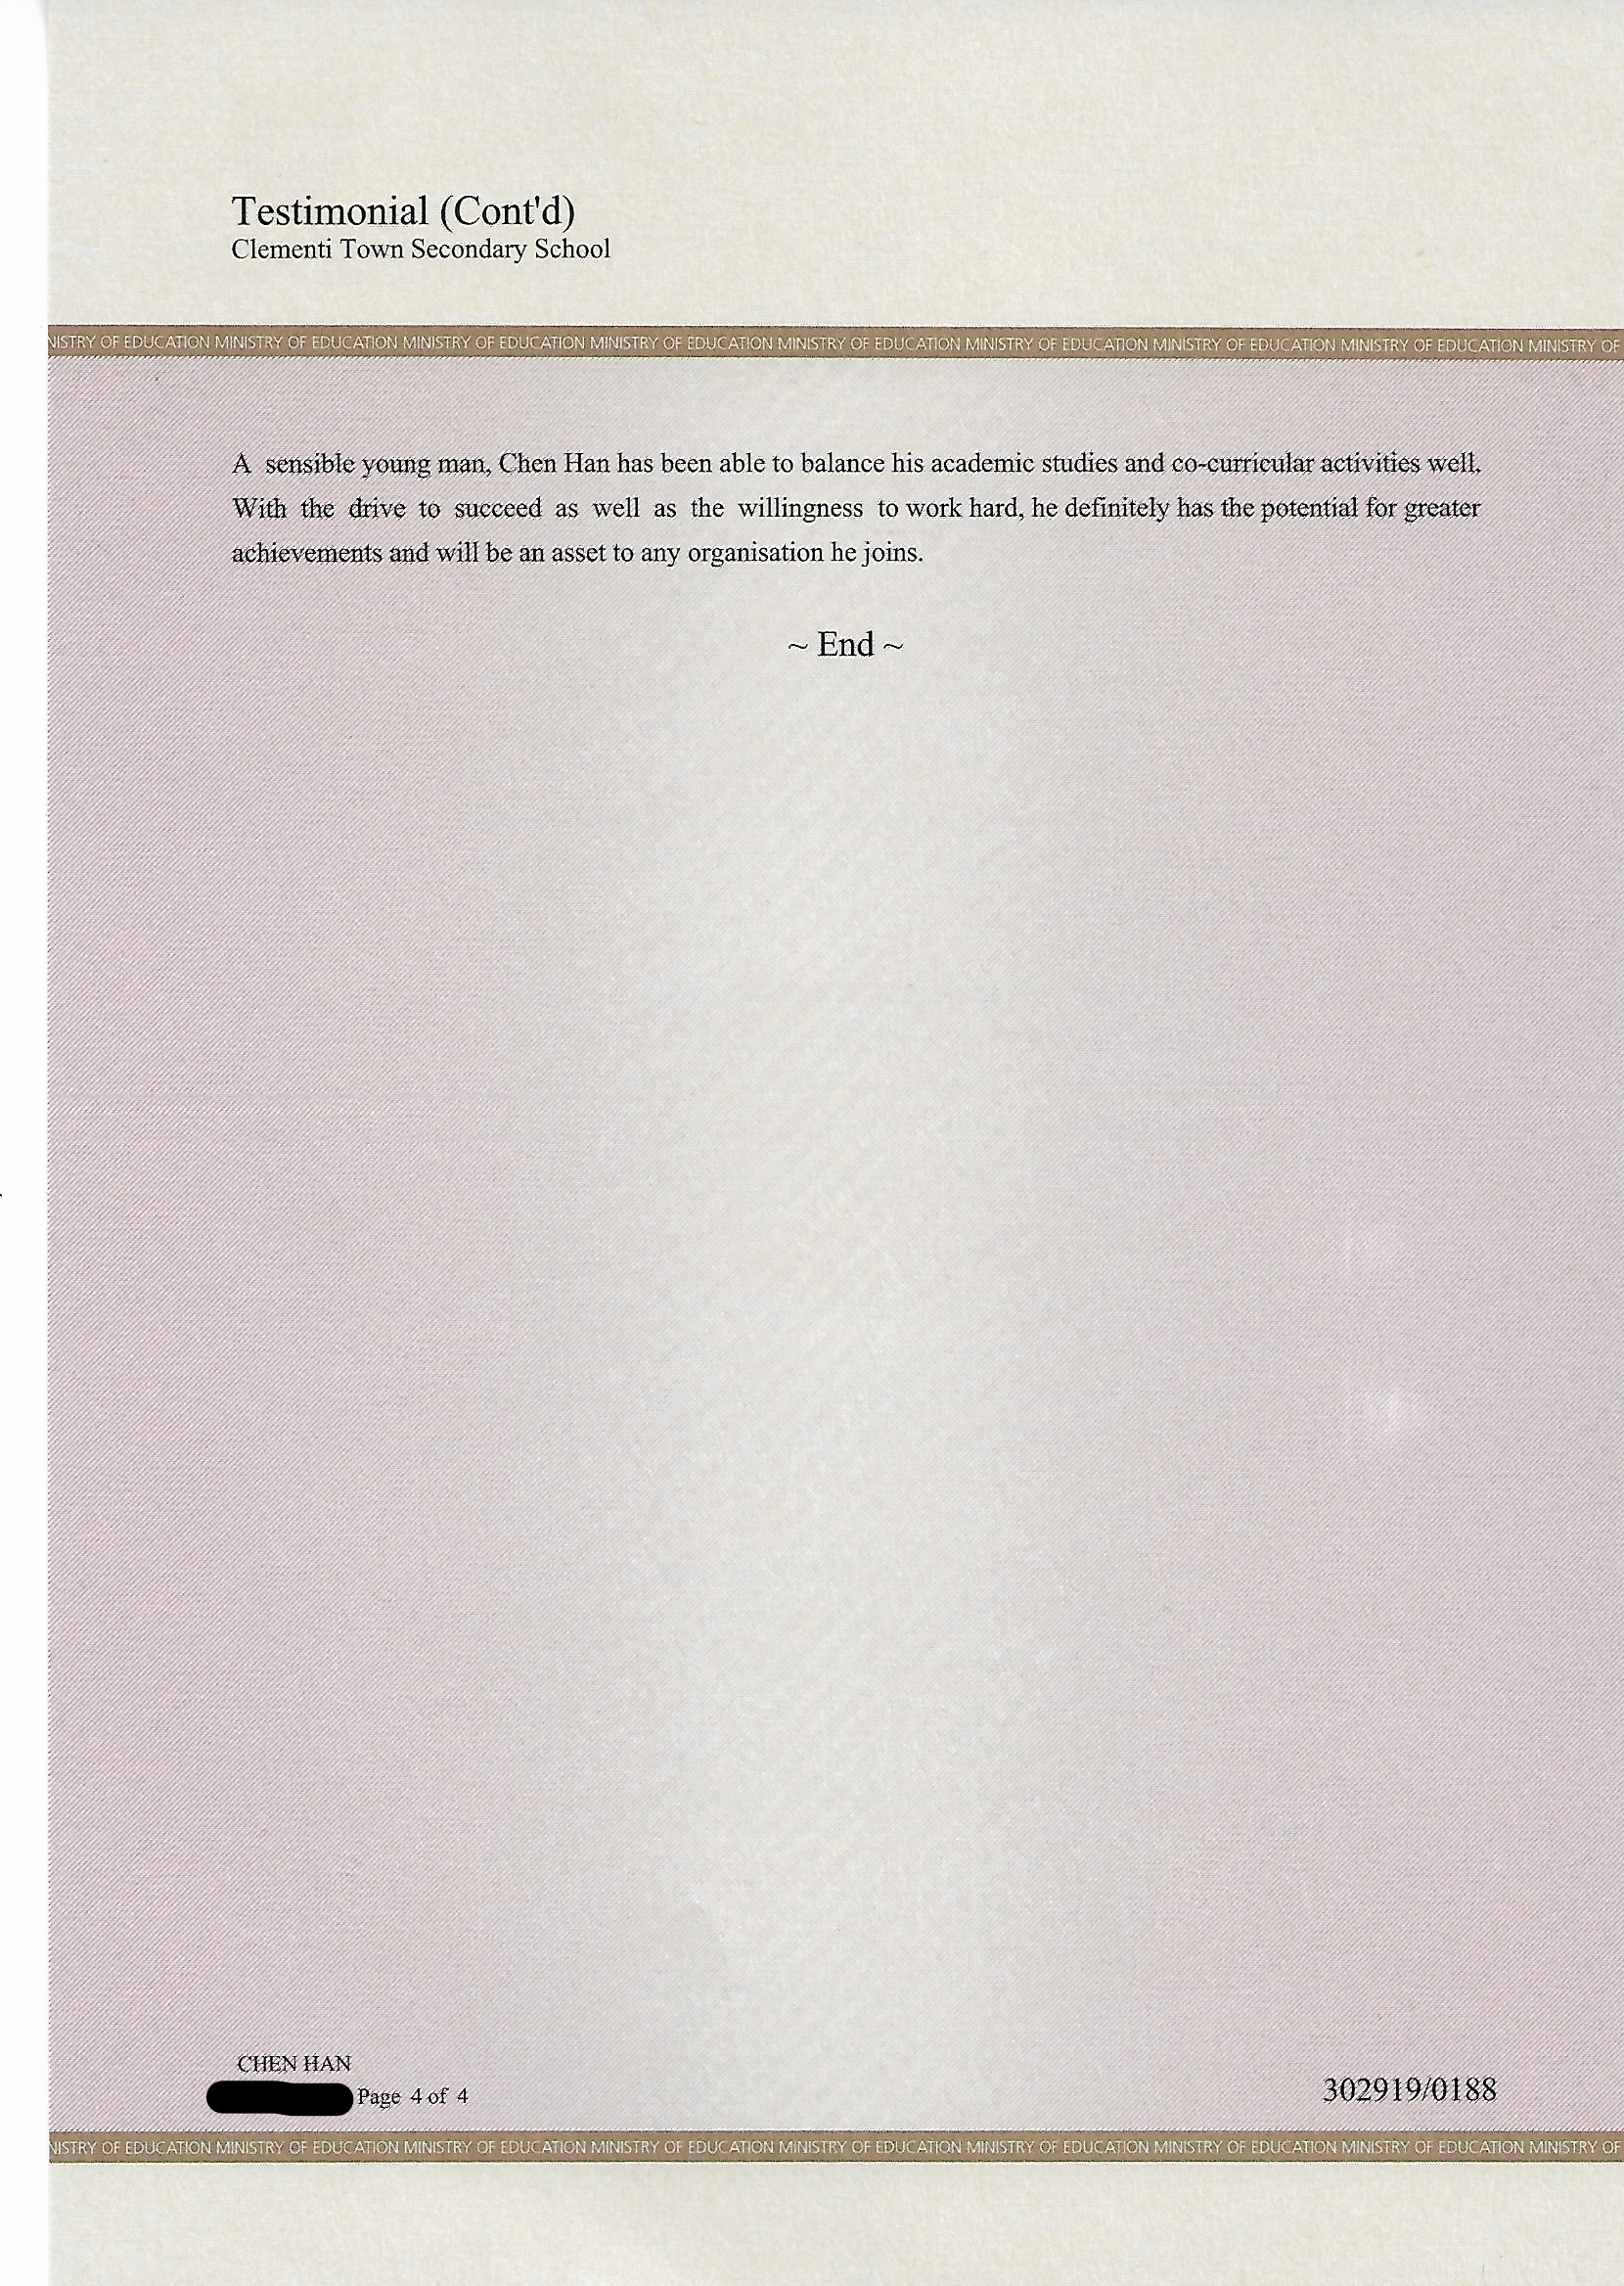 Testimonial (Cont'd)
Clementi Town Secondary School
NISTRY OF EDUCATION MINISTRY OF EDUCATION MINISTRY OF EDUCATION MINISTRY OF EDUCATION MINISTRY OF EDUCATION MINISTRY OF EDUCATION MINISTRY OF EDUCATION MINISTRY OF EDUCATION MINISTRY OF
A sensible young man, Chen Han has been able to balance his academic studies and co-curricular activities well.
With the drive to succeed as well as the willingness to work hard, he definitely has the potential for greater
achievements and will be an asset to any organisation he joins.
~ End ~
CHEN HAN
Page 4 of 4
302919/0188
NISTRY OF EDUCATION MINISTRY OF EDUCATION MINISTRY OF EDUCATION MINISTRY OF EDUCATION MINISTRY OF EDUCATION MINISTRY OF EDUCATION MINISTRY OF EDUCATION MINISTRY OF EDUCATION MINISTRY OF